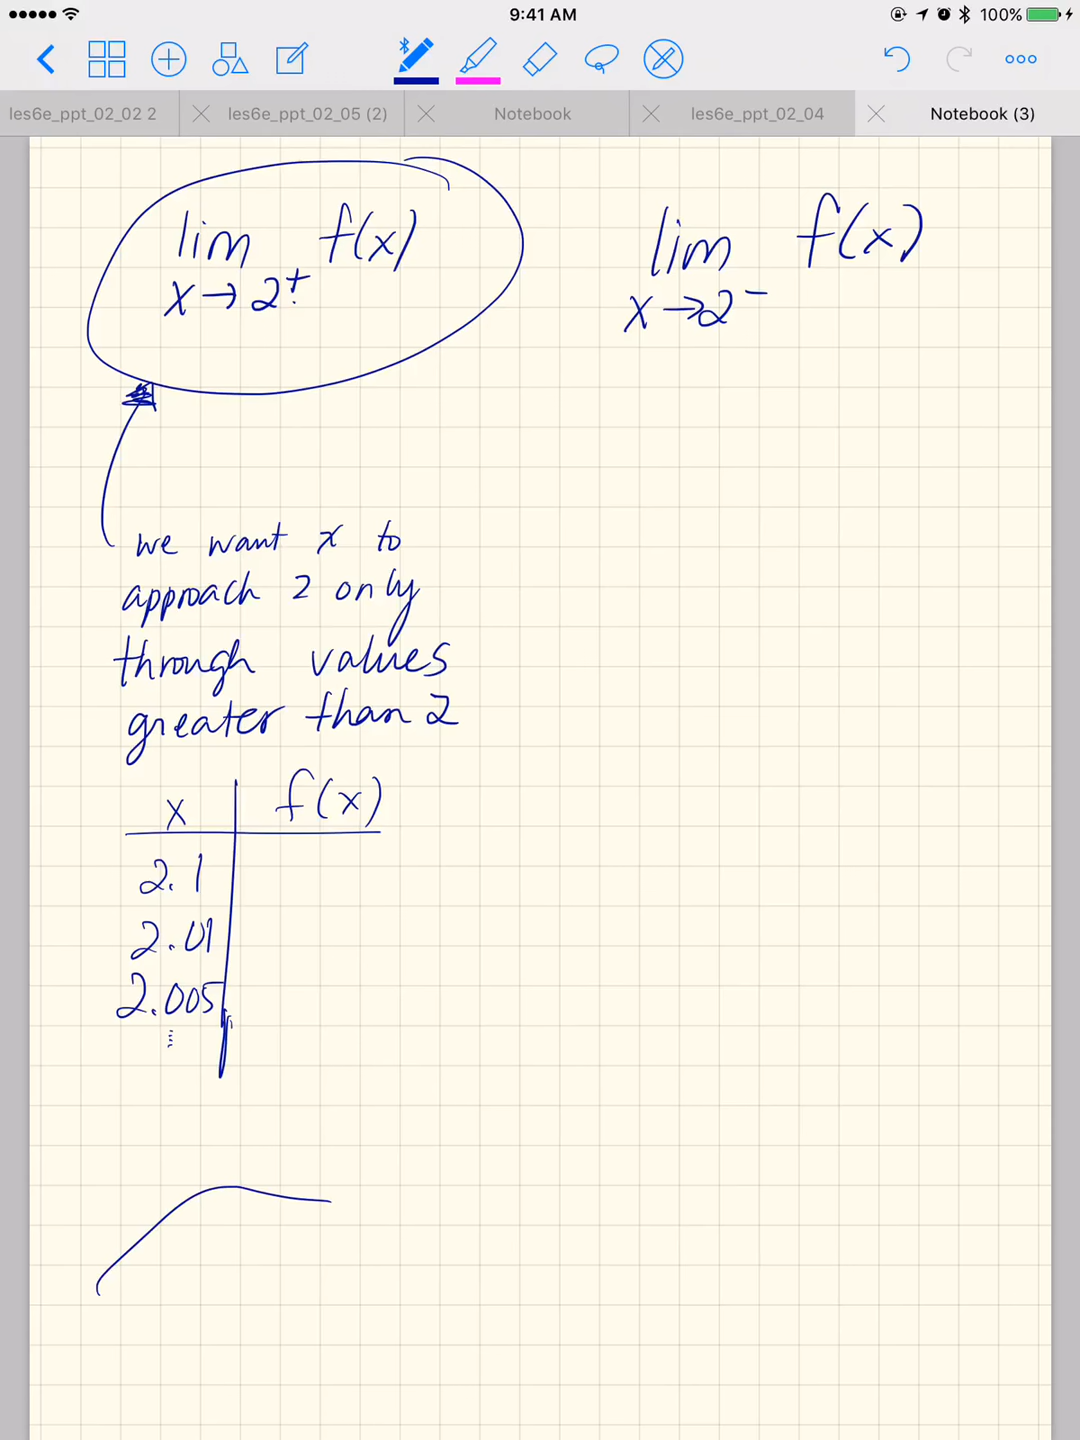 9:41 AM
100%
les6e_ppt_02_02 2
les6e_ppt_02_05 (2)
Notebook
les6e_ppt_02_04
Notebook (3)
lim f(x)
x → 2⁺
lim f(x)
x → 2⁻
we want x to
approach 2 only
through values
greater than 2
x f(x)
2.1
2.01
2.005
⋮